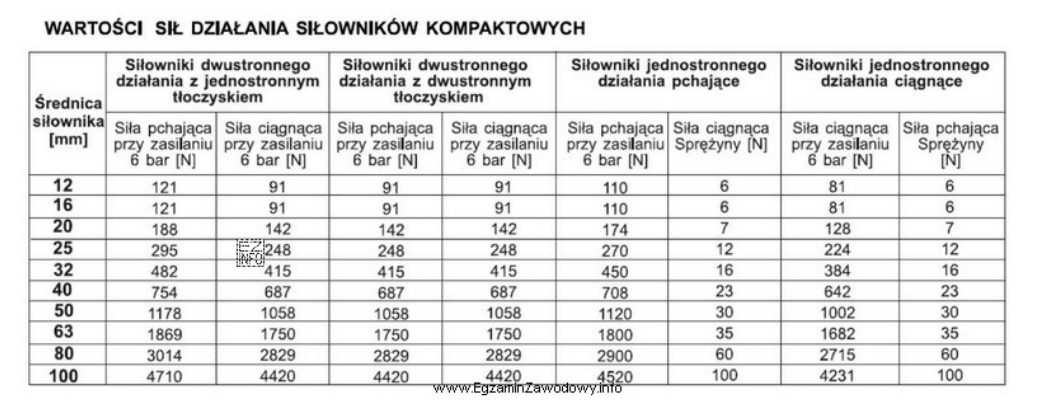 WARTOŚCI SIŁ DZIAŁANIA SIŁOWNIKÓW KOMPAKTOWYCH
Średnica siłownika [mm] | Siłowniki dwustronnego działania z jednostronnym tłoczyskiem | Siłowniki dwustronnego działania z dwustronnym tłoczyskiem | Siłowniki jednostronnego działania pchające | Siłowniki jednostronnego działania ciągnące
Siła pchająca przy zasilaniu 6 bar [N] | Siła ciągnąca przy zasilaniu 6 bar [N] | Siła pchająca przy zasilaniu 6 bar [N] | Siła ciągnąca przy zasilaniu 6 bar [N] | Siła pchająca przy zasilaniu 6 bar [N] | Siła ciągnąca Sprężyny [N] | Siła ciągnąca przy zasilaniu 6 bar [N] | Siła pchająca Sprężyny [N]
12 121 91 91 91 110 6 81 6
16 121 91 91 91 110 6 81 6
20 188 142 142 142 174 7 128 7
25 295 248 248 248 270 12 224 12
EZ
INFO
32 482 415 415 415 450 16 384 16
40 754 687 687 687 708 23 642 23
50 1178 1058 1058 1058 1120 30 1002 30
63 1869 1750 1750 1750 1800 35 1682 35
80 3014 2829 2829 2829 2900 60 2715 60
100 4710 4420 4420 4420 4520 100 4231 100
www.EgzaminZawodowy.info